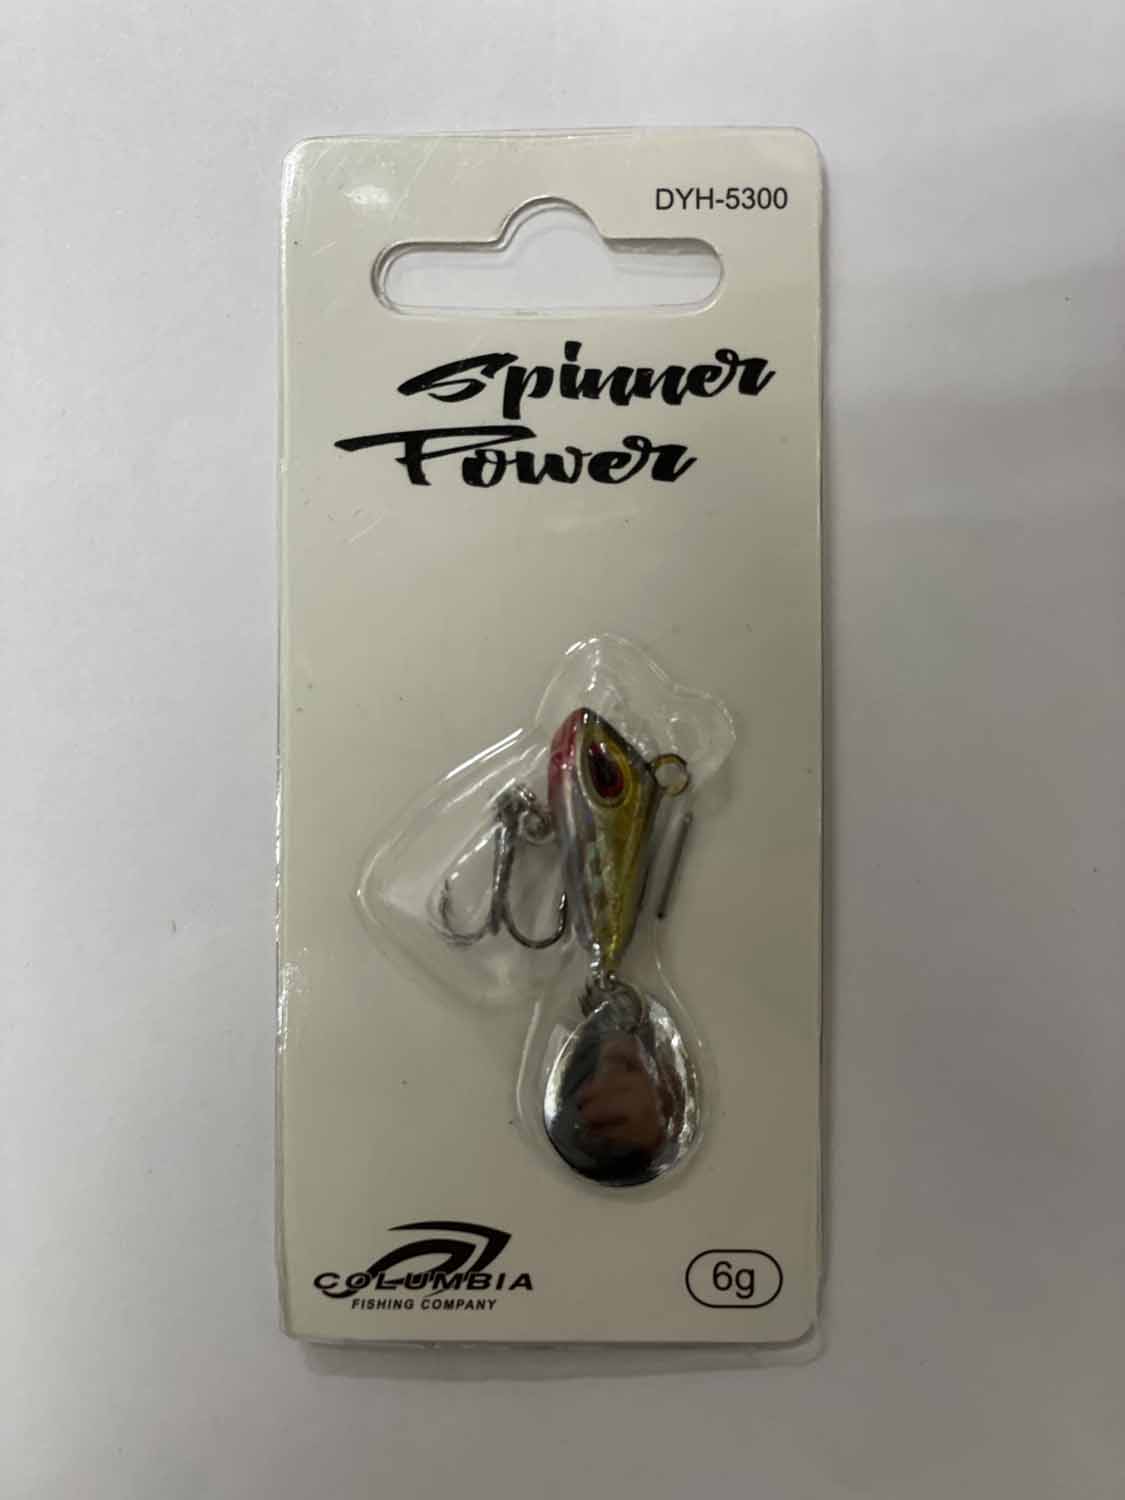 DYH-5300
Spinner
Power
COLUMBIA
FISHING COMPANY
6g